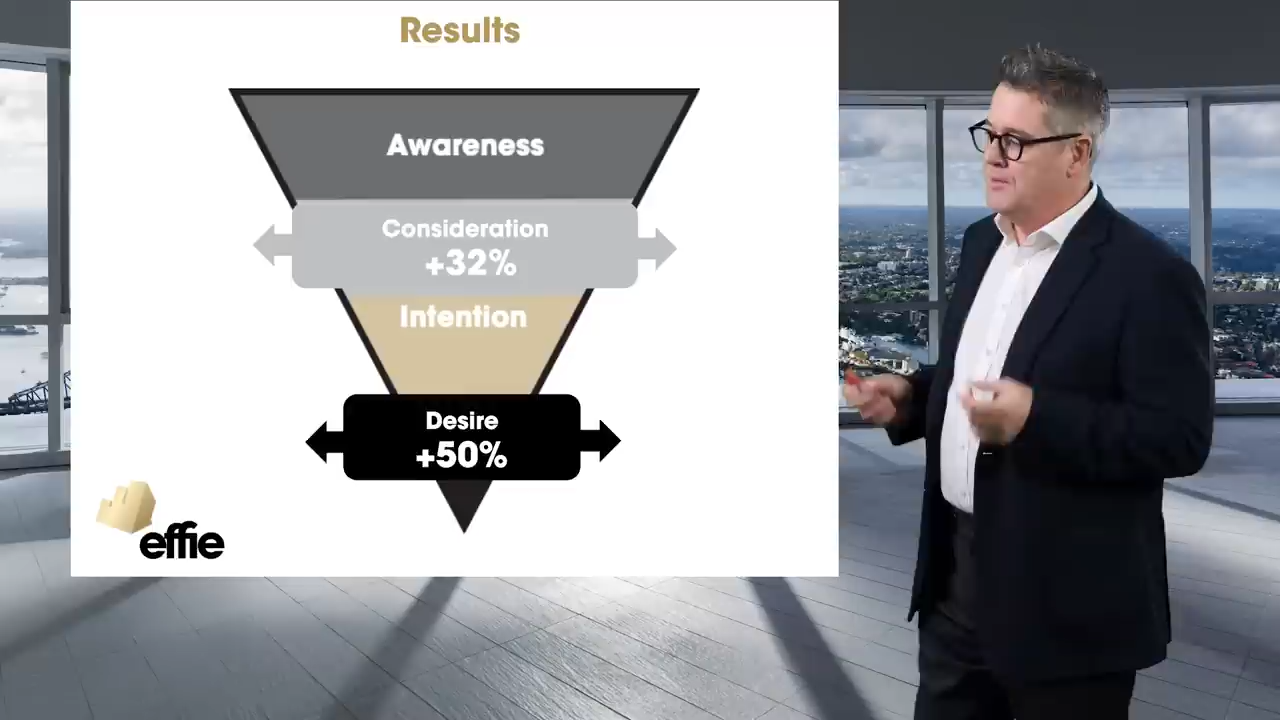 Results
Awareness
Consideration
+32%
Intention
Desire
+50%
effie